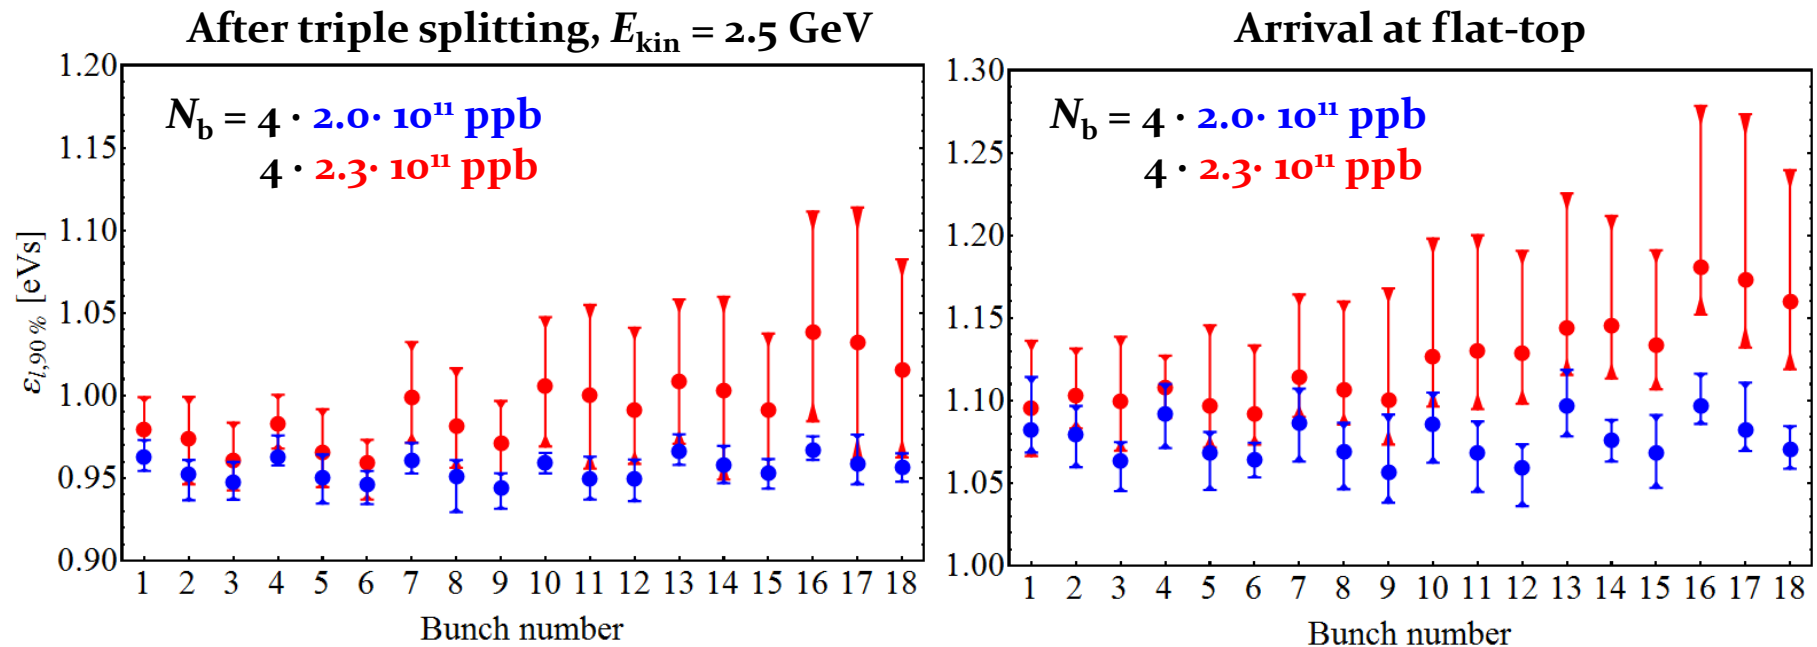 After triple splitting, Ekin = 2.5 GeV
1.20
1.15
1.10
1.05
1.00
0.95
0.90
εl,90 % [eVs]
Nb = 4 · 2.0· 10¹¹ ppb
4 · 2.3· 10¹¹ ppb
1 2 3 4 5 6 7 8 9 10 11 12 13 14 15 16 17 18
Bunch number
Arrival at flat-top
1.30
1.25
1.20
1.15
1.10
1.05
1.00
Nb = 4 · 2.0· 10¹¹ ppb
4 · 2.3· 10¹¹ ppb
1 2 3 4 5 6 7 8 9 10 11 12 13 14 15 16 17 18
Bunch number